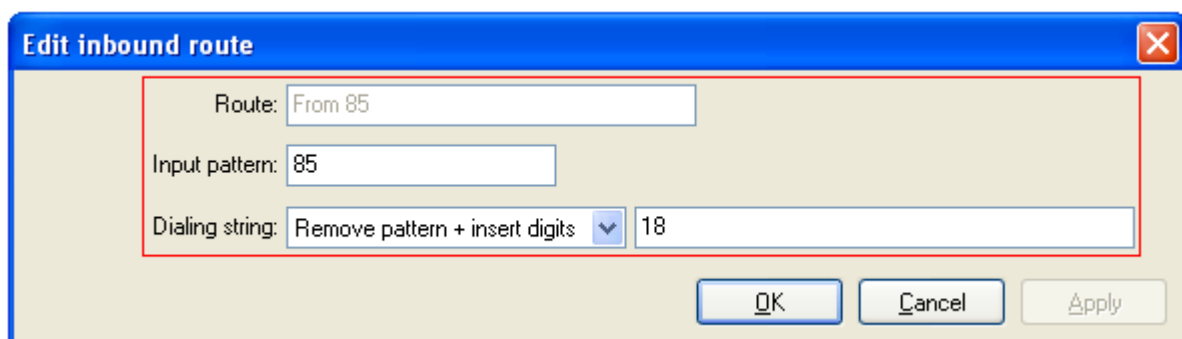 Edit inbound route
Route: From 85
Input pattern: 85
Dialing string: Remove pattern + insert digits 18
OK Cancel Apply